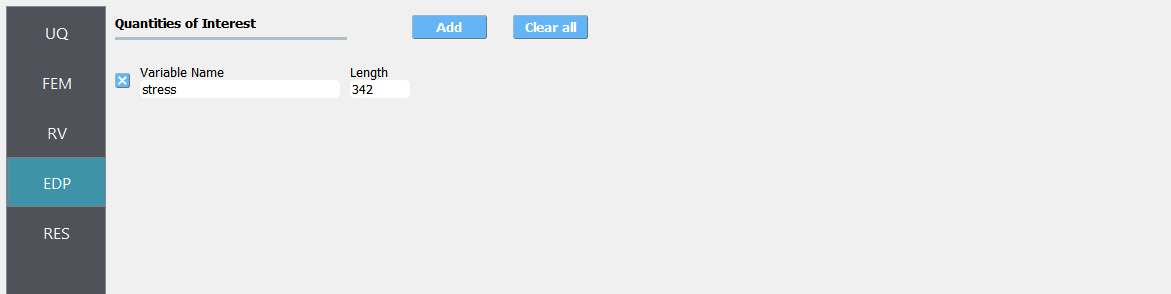 UQ
FEM
RV
EDP
RES
Quantities of Interest
Add
Clear all
Variable Name
Length
stress
342